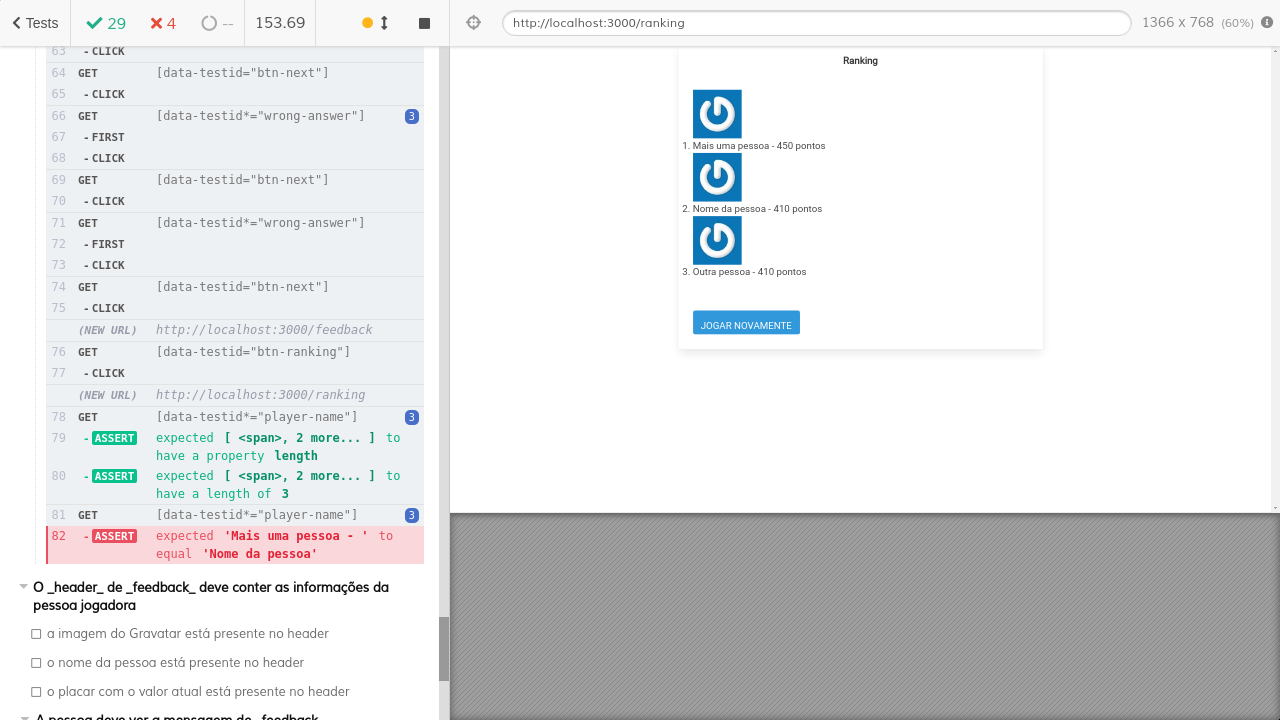 Tests
29
4
--
153.69
http://localhost:3000/ranking
1366 x 768 (60%)
63 - CLICK
64 GET [data-testid="btn-next"]
65 - CLICK
66 GET [data-testid*="wrong-answer"] 3
67 - FIRST
68 - CLICK
69 GET [data-testid="btn-next"]
70 - CLICK
71 GET [data-testid*="wrong-answer"]
72 - FIRST
73 - CLICK
74 GET [data-testid="btn-next"]
75 - CLICK
(NEW URL) http://localhost:3000/feedback
76 GET [data-testid="btn-ranking"]
77 - CLICK
(NEW URL) http://localhost:3000/ranking
78 GET [data-testid*="player-name"] 3
79 - ASSERT expected [ <span>, 2 more... ] to
have a property length
80 - ASSERT expected [ <span>, 2 more... ] to
have a length of 3
81 GET [data-testid*="player-name"] 3
82 - ASSERT expected 'Mais uma pessoa - ' to
equal 'Nome da pessoa'
O _header_ de _feedback_ deve conter as informações da
pessoa jogadora
a imagem do Gravatar está presente no header
o nome da pessoa está presente no header
o placar com o valor atual está presente no header
A pessoa deve ver a mensagem de _feedback_
Ranking
1. Mais uma pessoa - 450 pontos
2. Nome da pessoa - 410 pontos
3. Outra pessoa - 410 pontos
JOGAR NOVAMENTE